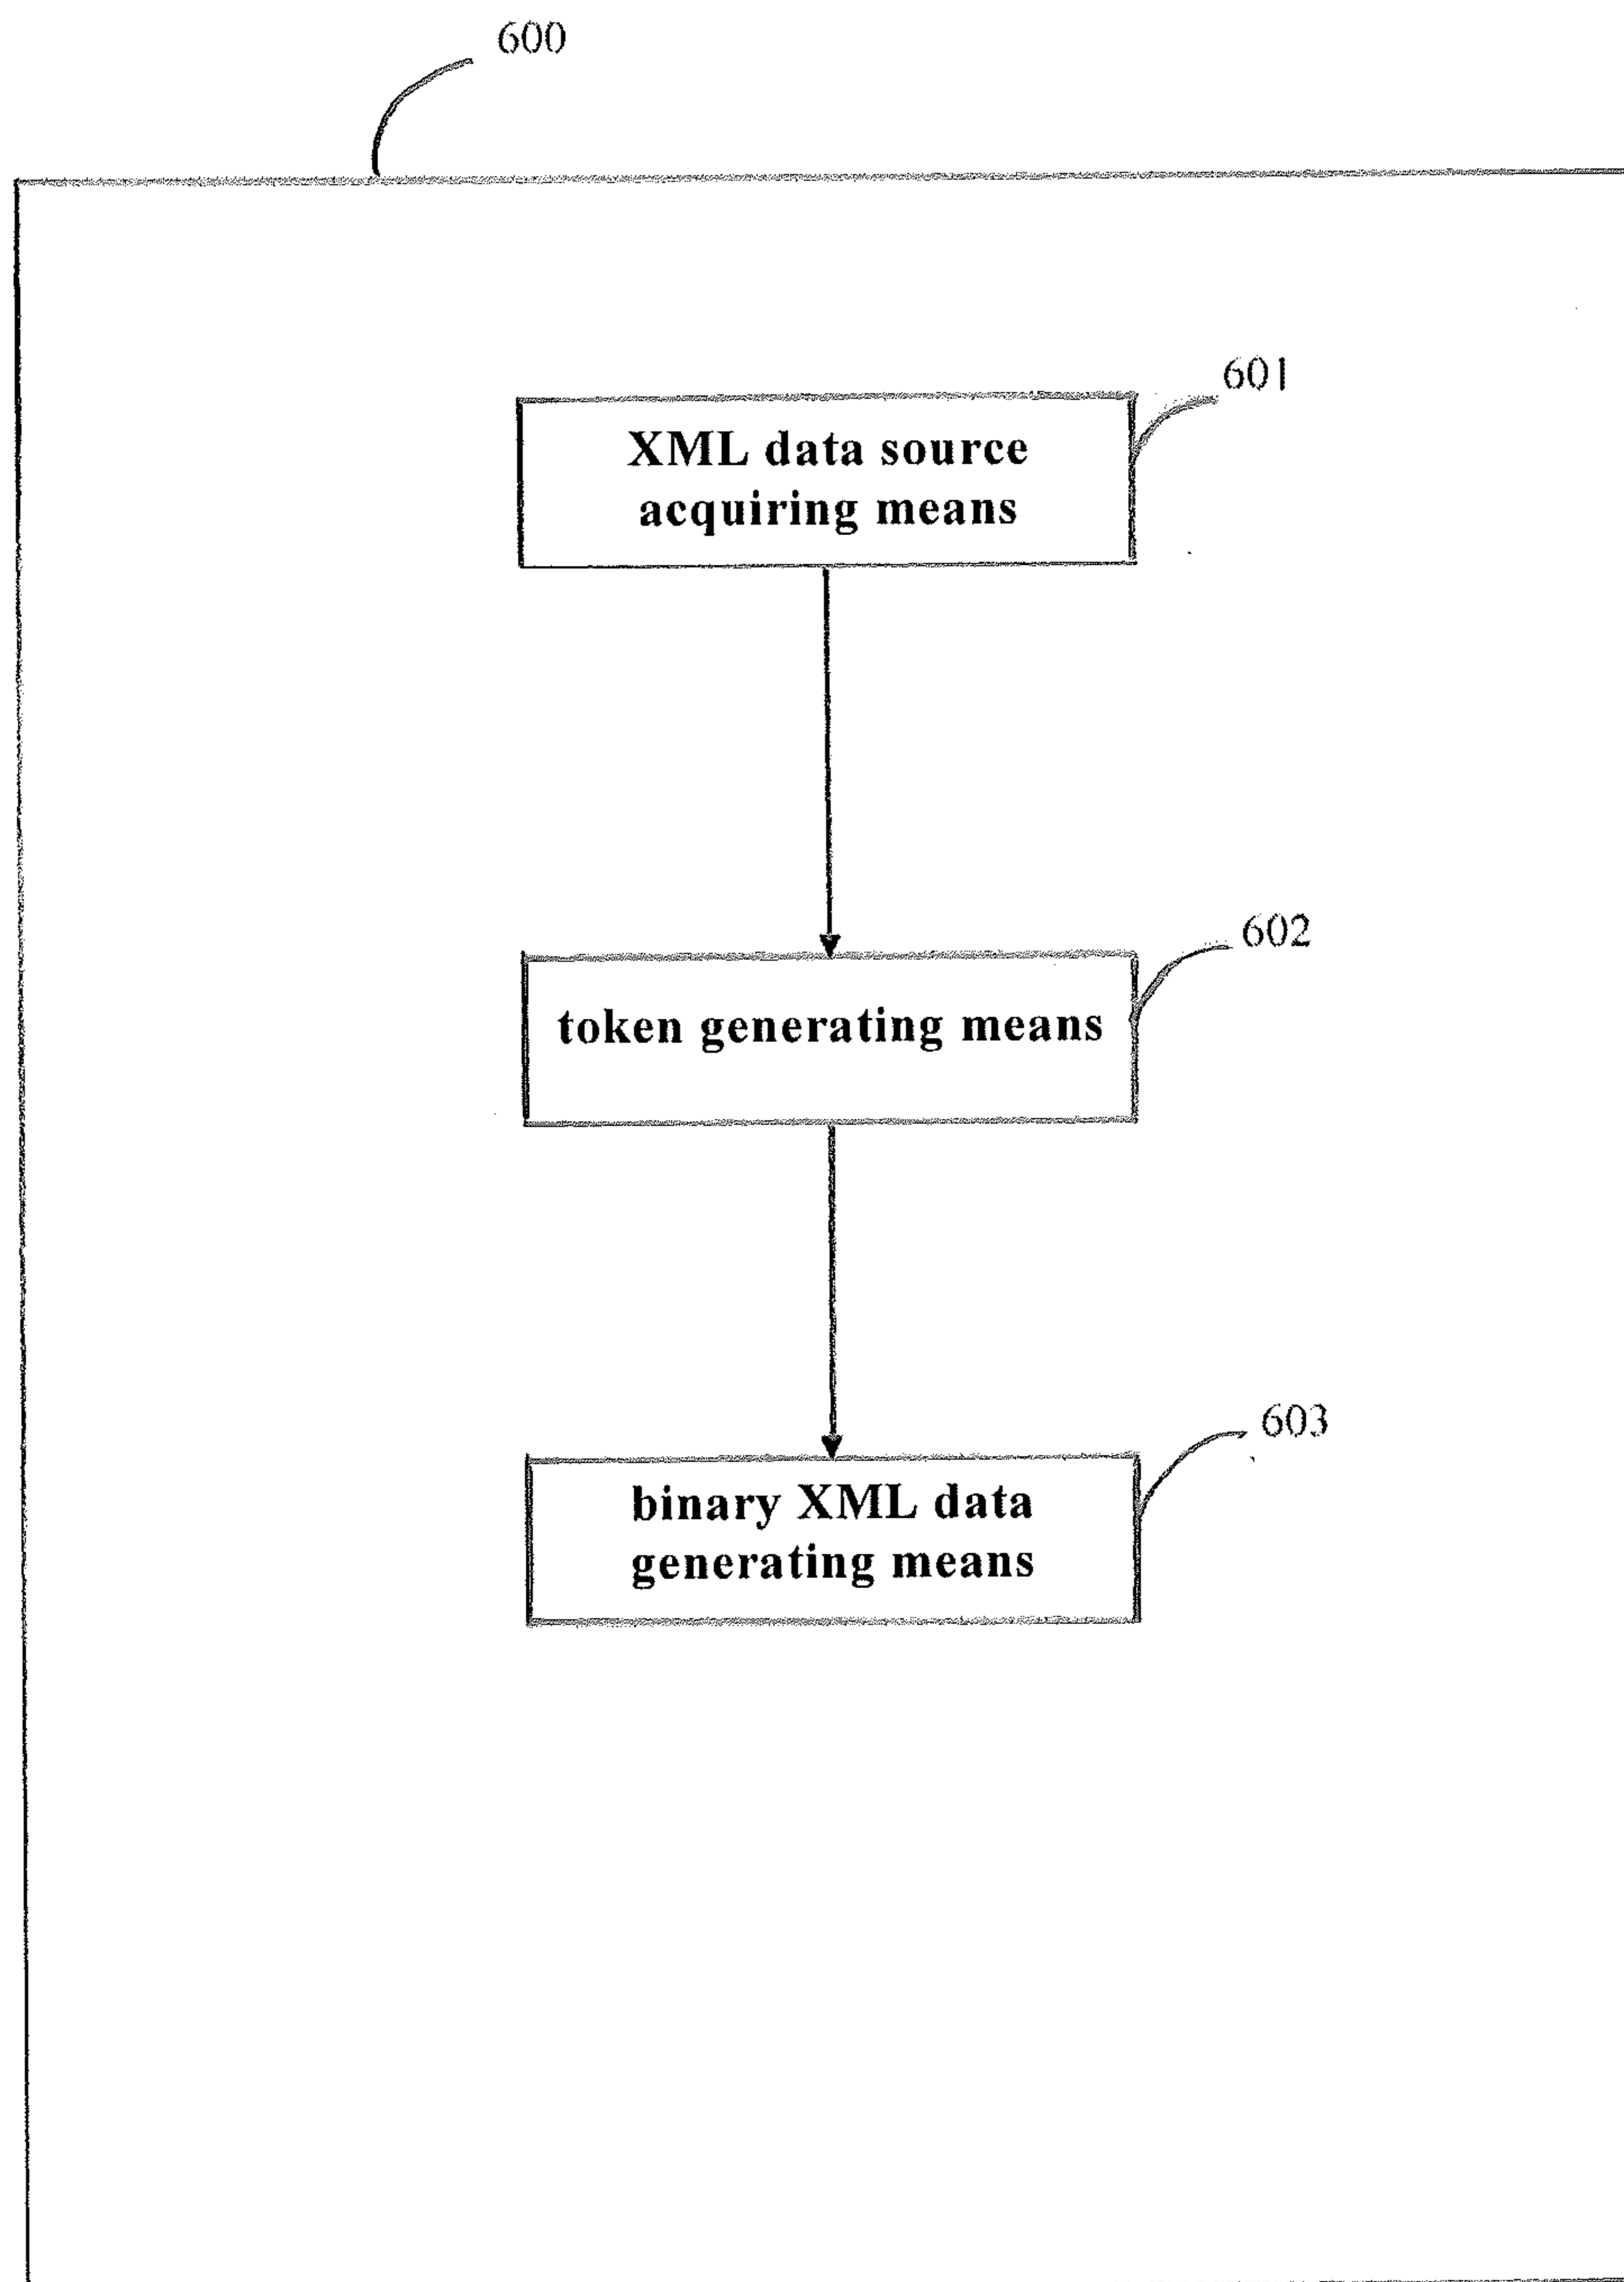 600
601
XML data source
acquiring means
602
token generating means
603
binary XML data
generating means